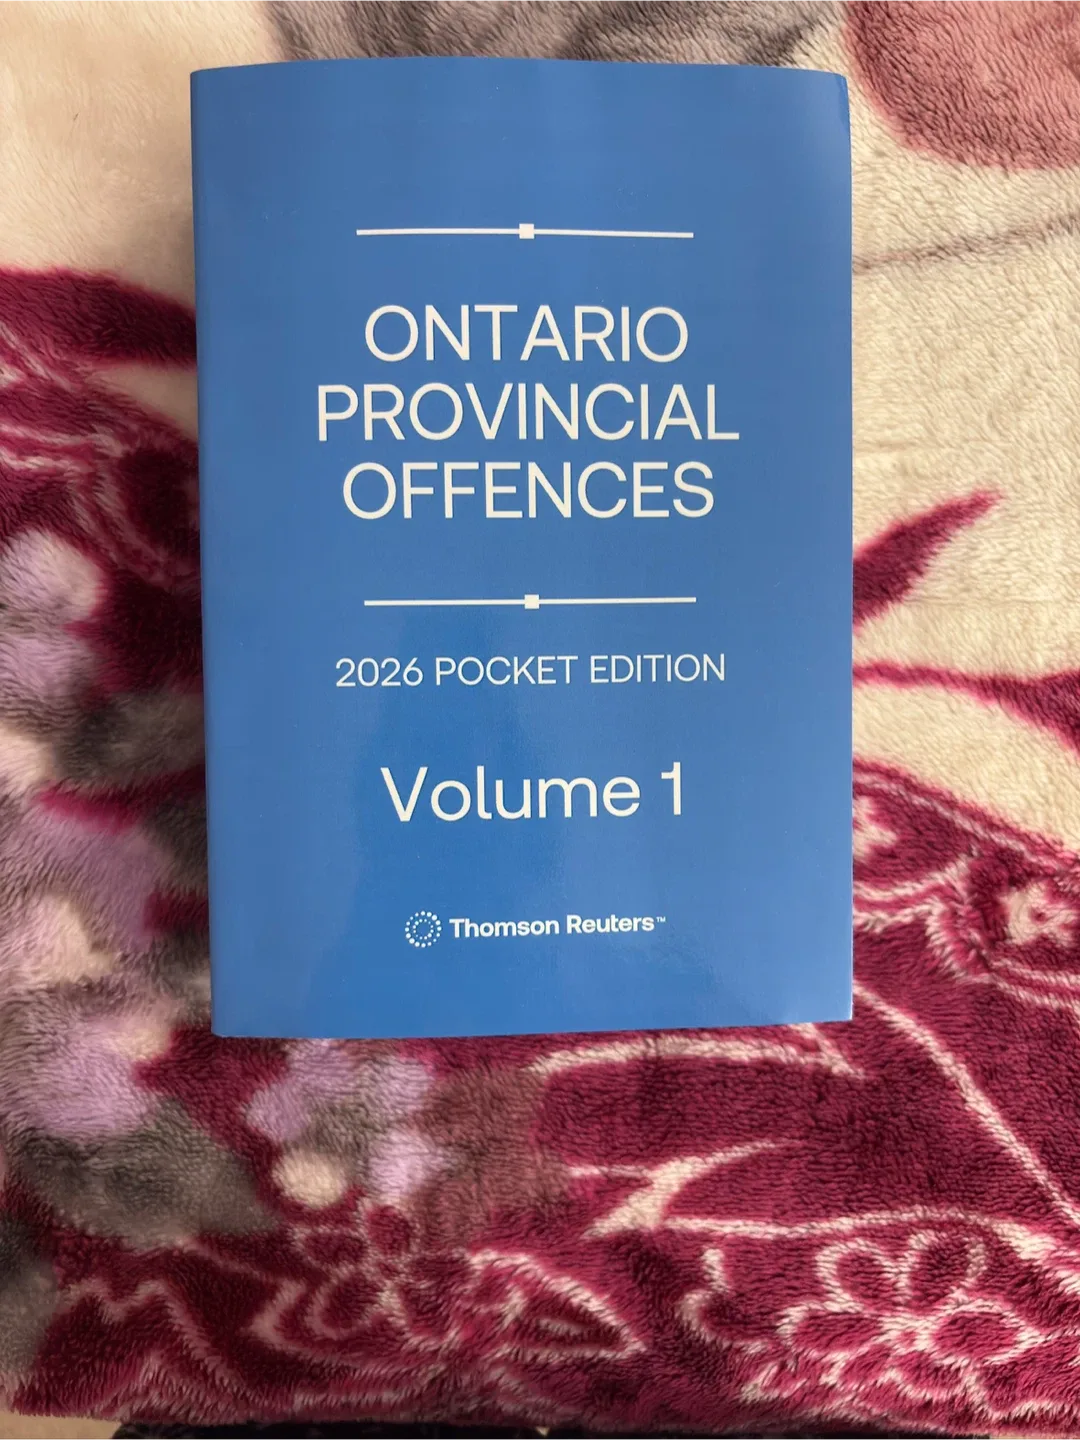 ONTARIO
PROVINCIAL
OFFENCES
2026 POCKET EDITION
Volume 1
Thomson Reuters™